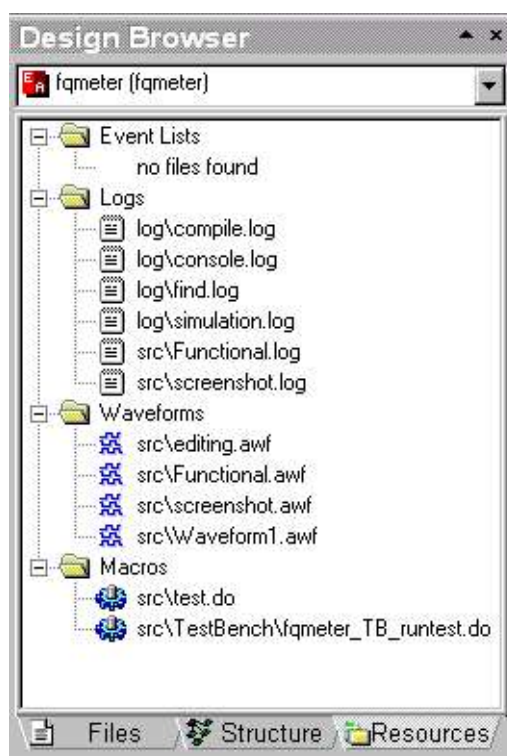 Design Browser
fqmeter (fqmeter)
Event Lists
no files found
Logs
log\compile.log
log\console.log
log\find.log
log\simulation.log
src\Functional.log
src\screenshot.log
Waveforms
src\editing.awf
src\Functional.awf
src\screenshot.awf
src\Waveform1.awf
Macros
src\test.do
src\TestBench\fqmeter_TB_runtest.do
Files Structure Resources